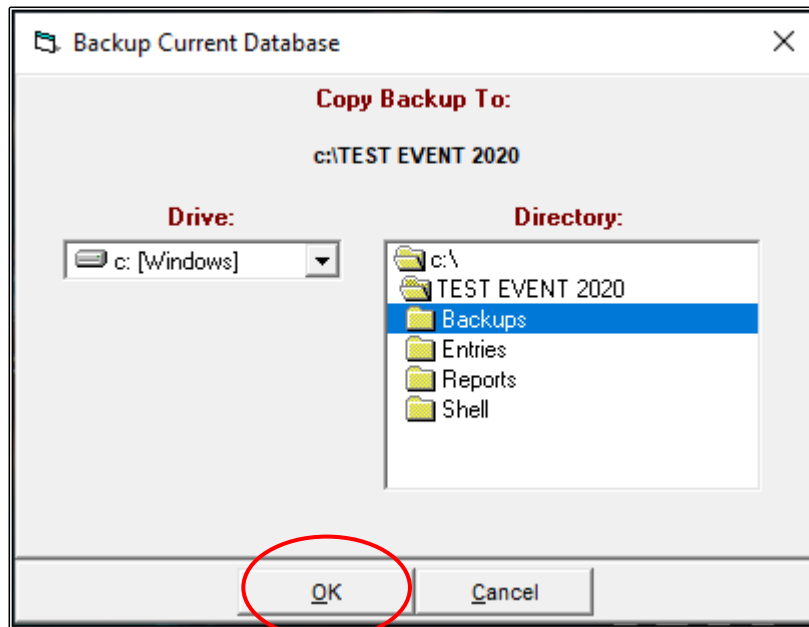 Backup Current Database
Copy Backup To:
c:\TEST EVENT 2020
Drive:
Directory:
c: [Windows]
c:\
TEST EVENT 2020
Backups
Entries
Reports
Shell
OK
Cancel